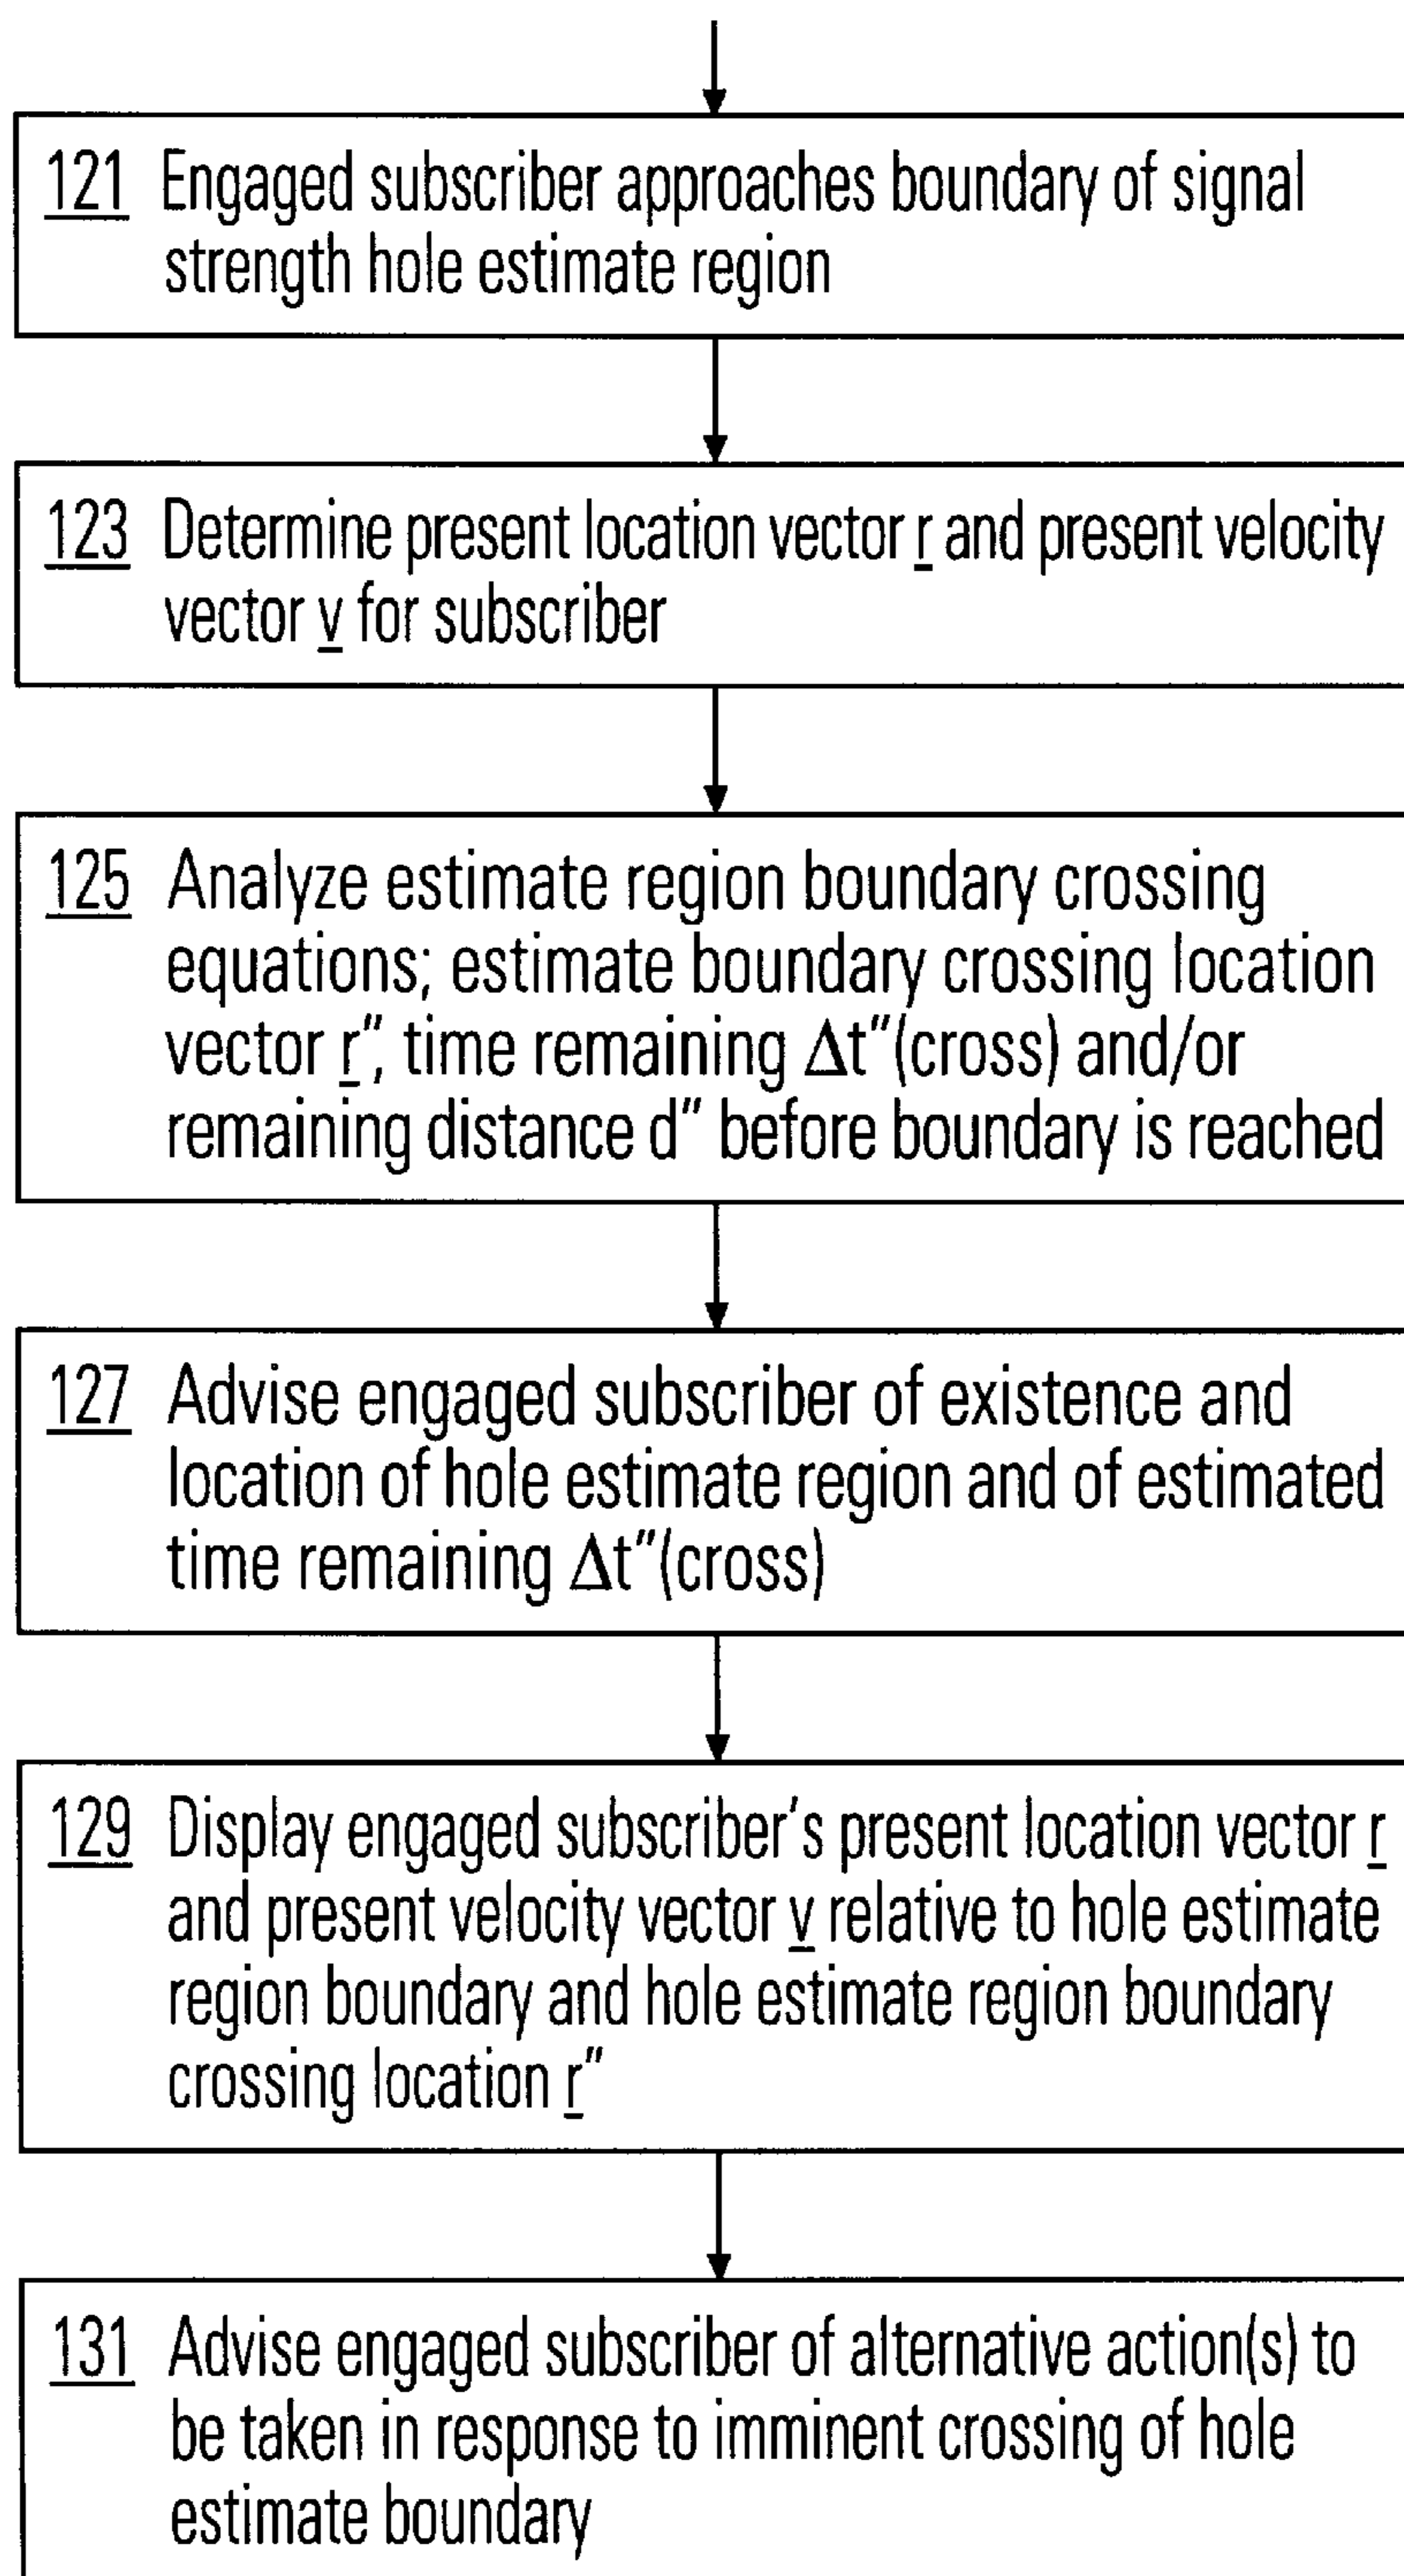 121 Engaged subscriber approaches boundary of signal
strength hole estimate region
123 Determine present location vector r and present velocity
vector v for subscriber
125 Analyze estimate region boundary crossing
equations; estimate boundary crossing location
vector r", time remaining Δt"(cross) and/or
remaining distance d" before boundary is reached
127 Advise engaged subscriber of existence and
location of hole estimate region and of estimated
time remaining Δt"(cross)
129 Display engaged subscriber's present location vector r
and present velocity vector v relative to hole estimate
region boundary and hole estimate region boundary
crossing location r"
131 Advise engaged subscriber of alternative action(s) to
be taken in response to imminent crossing of hole
estimate boundary